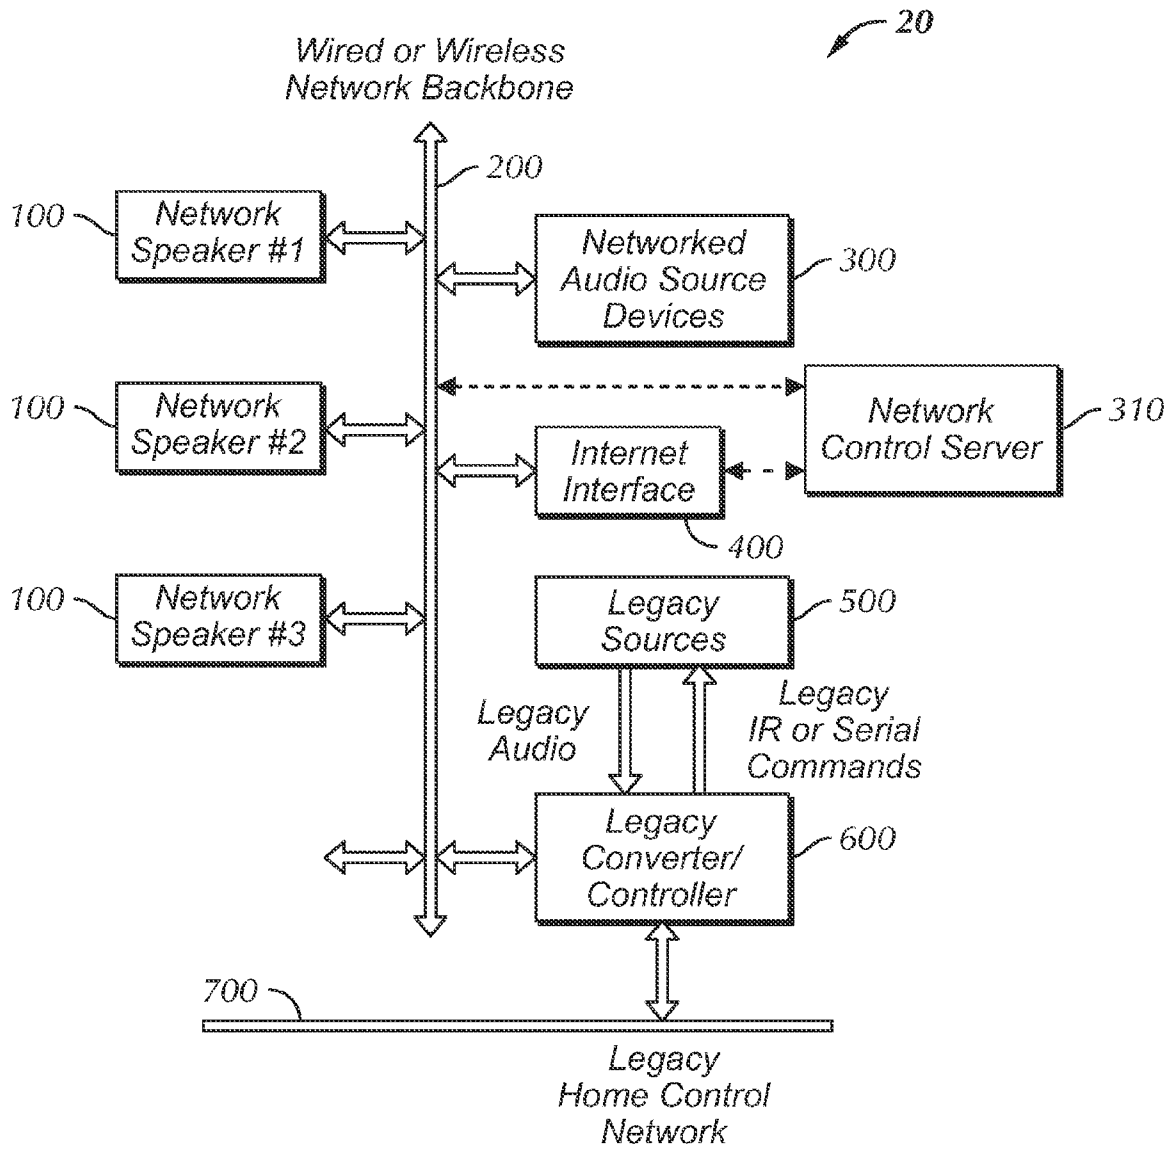 20
Wired or Wireless
Network Backbone
200
100
Network
Speaker #1
Networked
Audio Source
Devices
300
100
Network
Speaker #2
Network
Control Server
310
Internet
Interface
400
100
Network
Speaker #3
Legacy
Sources
500
Legacy
Audio
Legacy
IR or Serial
Commands
Legacy
Converter/
Controller
600
700
Legacy
Home Control
Network